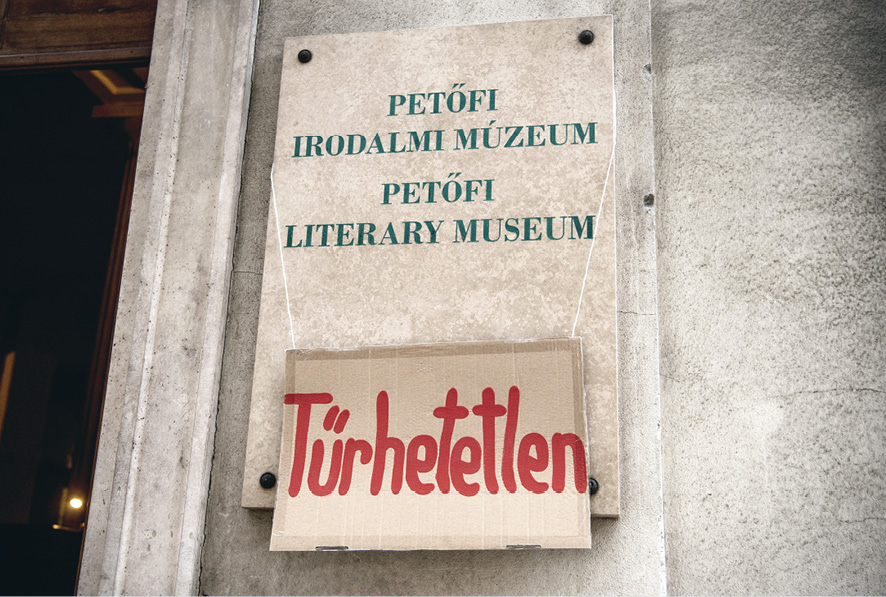 PETŐFI
IRODALMI MÚZEUM
PETŐFI
LITERARY MUSEUM
Tűrhetetlen